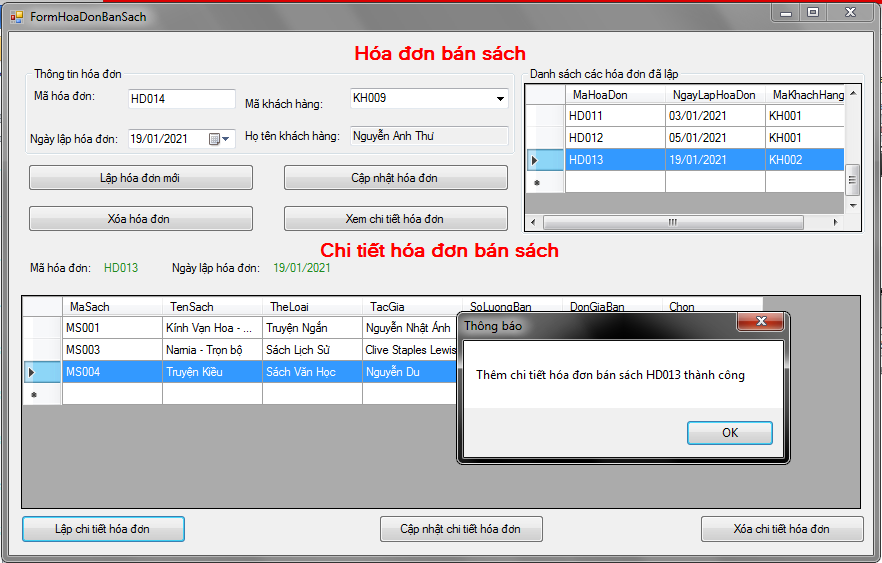 FormHoaDonBanSach
Hóa đơn bán sách
Thông tin hóa đơn
Mã hóa đơn: HD014 Mã khách hàng: KH009
Ngày lập hóa đơn: 19/01/2021 Họ tên khách hàng: Nguyễn Anh Thư
Lập hóa đơn mới Cập nhật hóa đơn
Xóa hóa đơn Xem chi tiết hóa đơn
Danh sách các hóa đơn đã lập
MaHoaDon NgayLapHoaDon MaKhachHang
HD011 03/01/2021 KH001
HD012 05/01/2021 KH001
HD013 19/01/2021 KH002
Chi tiết hóa đơn bán sách
Mã hóa đơn: HD013 Ngày lập hóa đơn: 19/01/2021
MaSach TenSach TheLoai TacGia SoLuongBan DonGiaBan Chon
MS001 Kính Vạn Hoa - ... Truyện Ngắn Nguyễn Nhật Ánh
MS003 Narnia - Trọn bộ Sách Lịch Sử Clive Staples Lewis
MS004 Truyện Kiều Sách Văn Học Nguyễn Du
Thông báo
Thêm chi tiết hóa đơn bán sách HD013 thành công
OK
Lập chi tiết hóa đơn Cập nhật chi tiết hóa đơn Xóa chi tiết hóa đơn